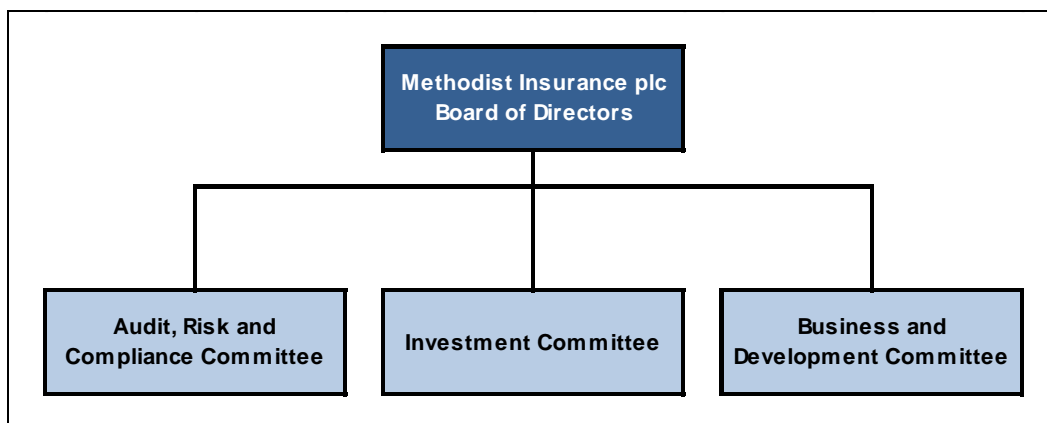 Methodist Insurance plc
Board of Directors
Audit, Risk and
Compliance Committee
Investment Committee
Business and
Development Committee